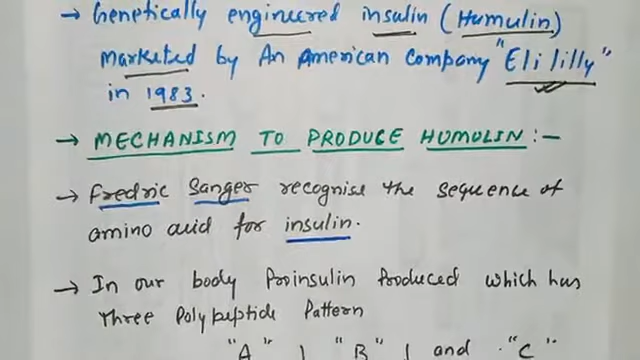 → Genetically engineered insulin (Humulin)
marketed by An American Company "Eli lilly"
in 1983.
→ MECHANISM TO PRODUCE HUMULIN :-
→ Fredric Sanger recognise the sequence of
amino acid for insulin.
→ In our body Proinsulin Produced which has
three Polypeptide Pattern
"A" , "B" , and "C"